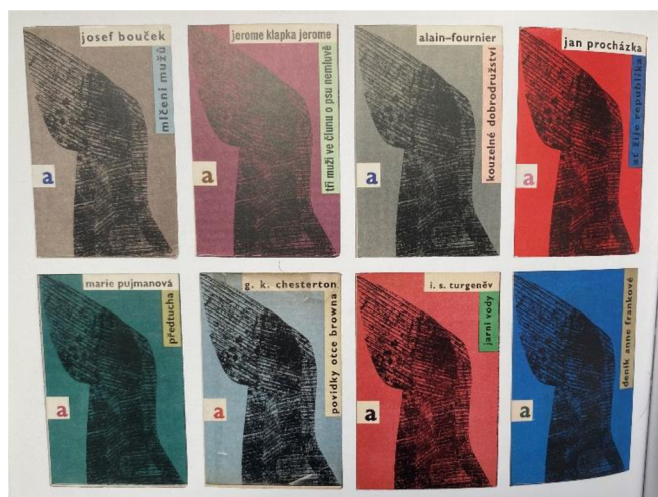 josef bouček
mlčení mužů
a
jerome klapka jerome
tři muži ve člunu o psu nemluvě
a
alain–fournier
kouzelné dobrodružství
a
jan procházka
ať žije republika
a
marie pujmanová
předtucha
a
g. k. chesterton
povídky otce browna
a
i. s. turgeněv
jarní vody
a
deník anne frankové
a